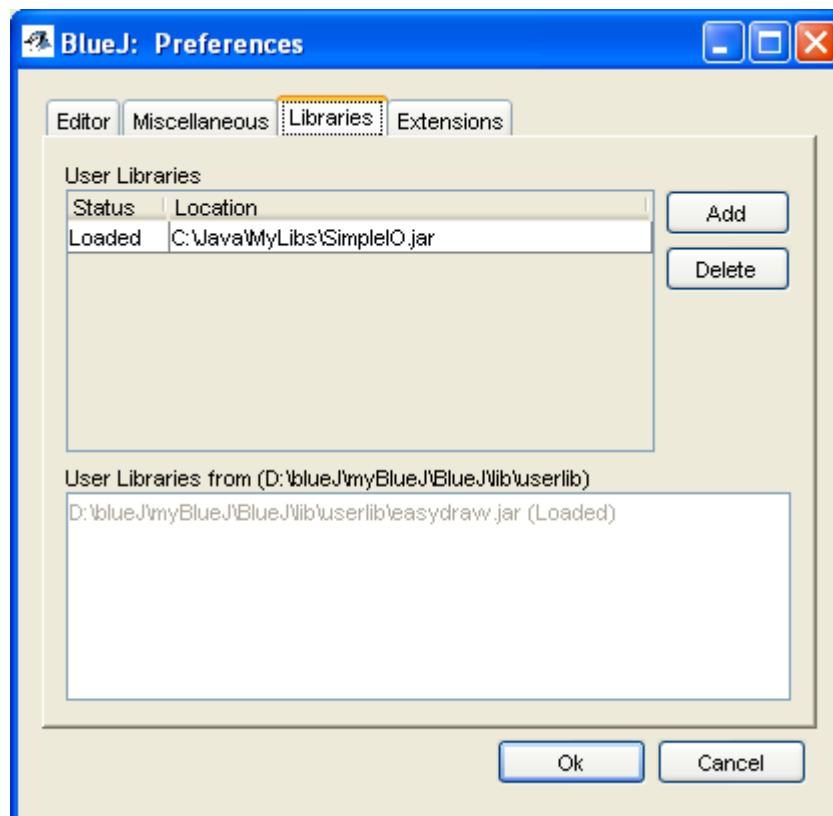 BlueJ: Preferences
Editor Miscellaneous Libraries Extensions
User Libraries
Status Location
Loaded C:\Java\MyLibs\SimpleIO.jar
Add
Delete
User Libraries from (D:\blueJ\myBlueJ\BlueJ\lib\userlib)
D:\blueJ\myBlueJ\BlueJ\lib\userlib\easydraw.jar (Loaded)
Ok Cancel